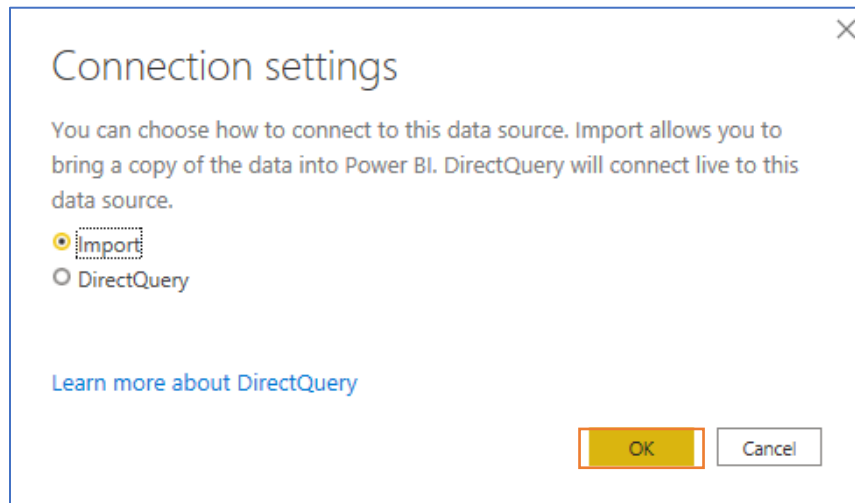 Connection settings
You can choose how to connect to this data source. Import allows you to
bring a copy of the data into Power BI. DirectQuery will connect live to this
data source.
Import
DirectQuery
Learn more about DirectQuery
OK Cancel